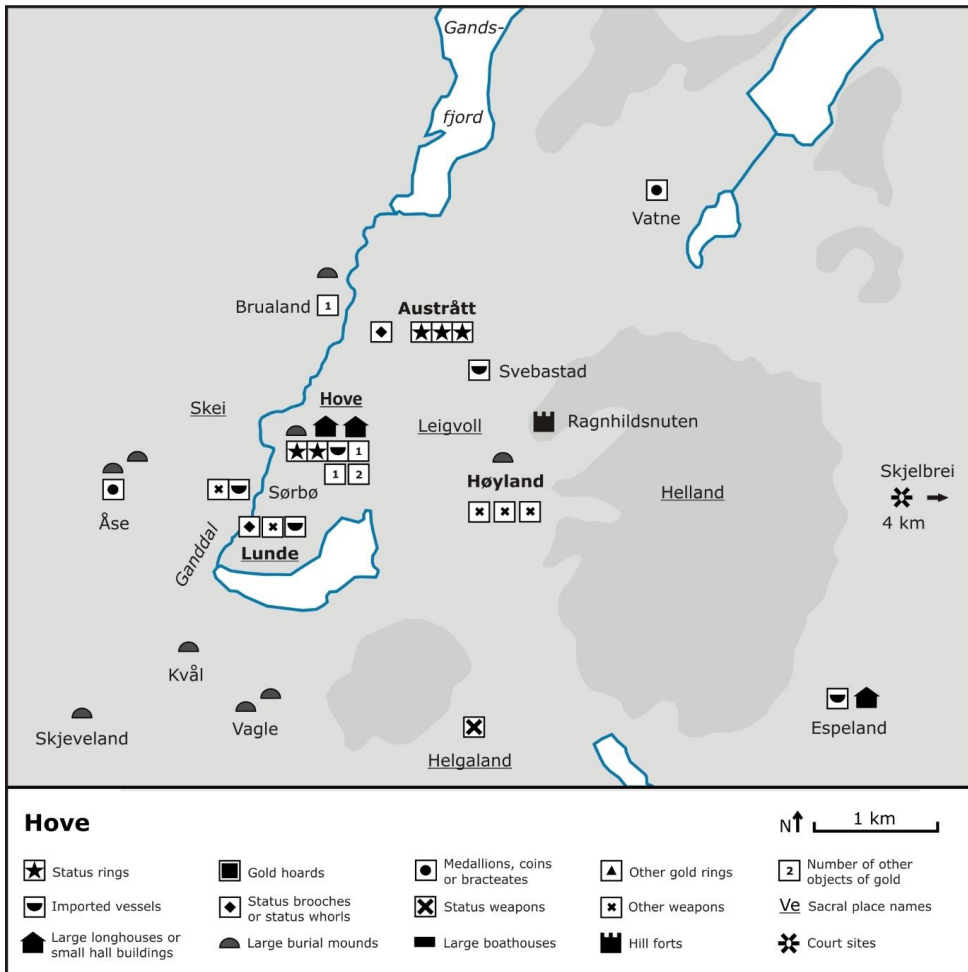 Gands-
fjord
Vatne
Brualand
1
Austrått
Svebastad
Skei
Hove
Leigvoll
Ragnhildsnuten
1
1 2
Høyland
Helland
Skjelbrei
4 km
Åse
Sørbø
Ganddal
Lunde
Kvål
Skjeveland
Vagle
Helgaland
Espeland
Hove
N
1 km
Status rings
Gold hoards
Medallions, coins
or bracteates
Other gold rings
2
Number of other
objects of gold
Imported vessels
Status brooches
or status whorls
Status weapons
Other weapons
Ve
Sacral place names
Large longhouses or
small hall buildings
Large burial mounds
Large boathouses
Hill forts
Court sites